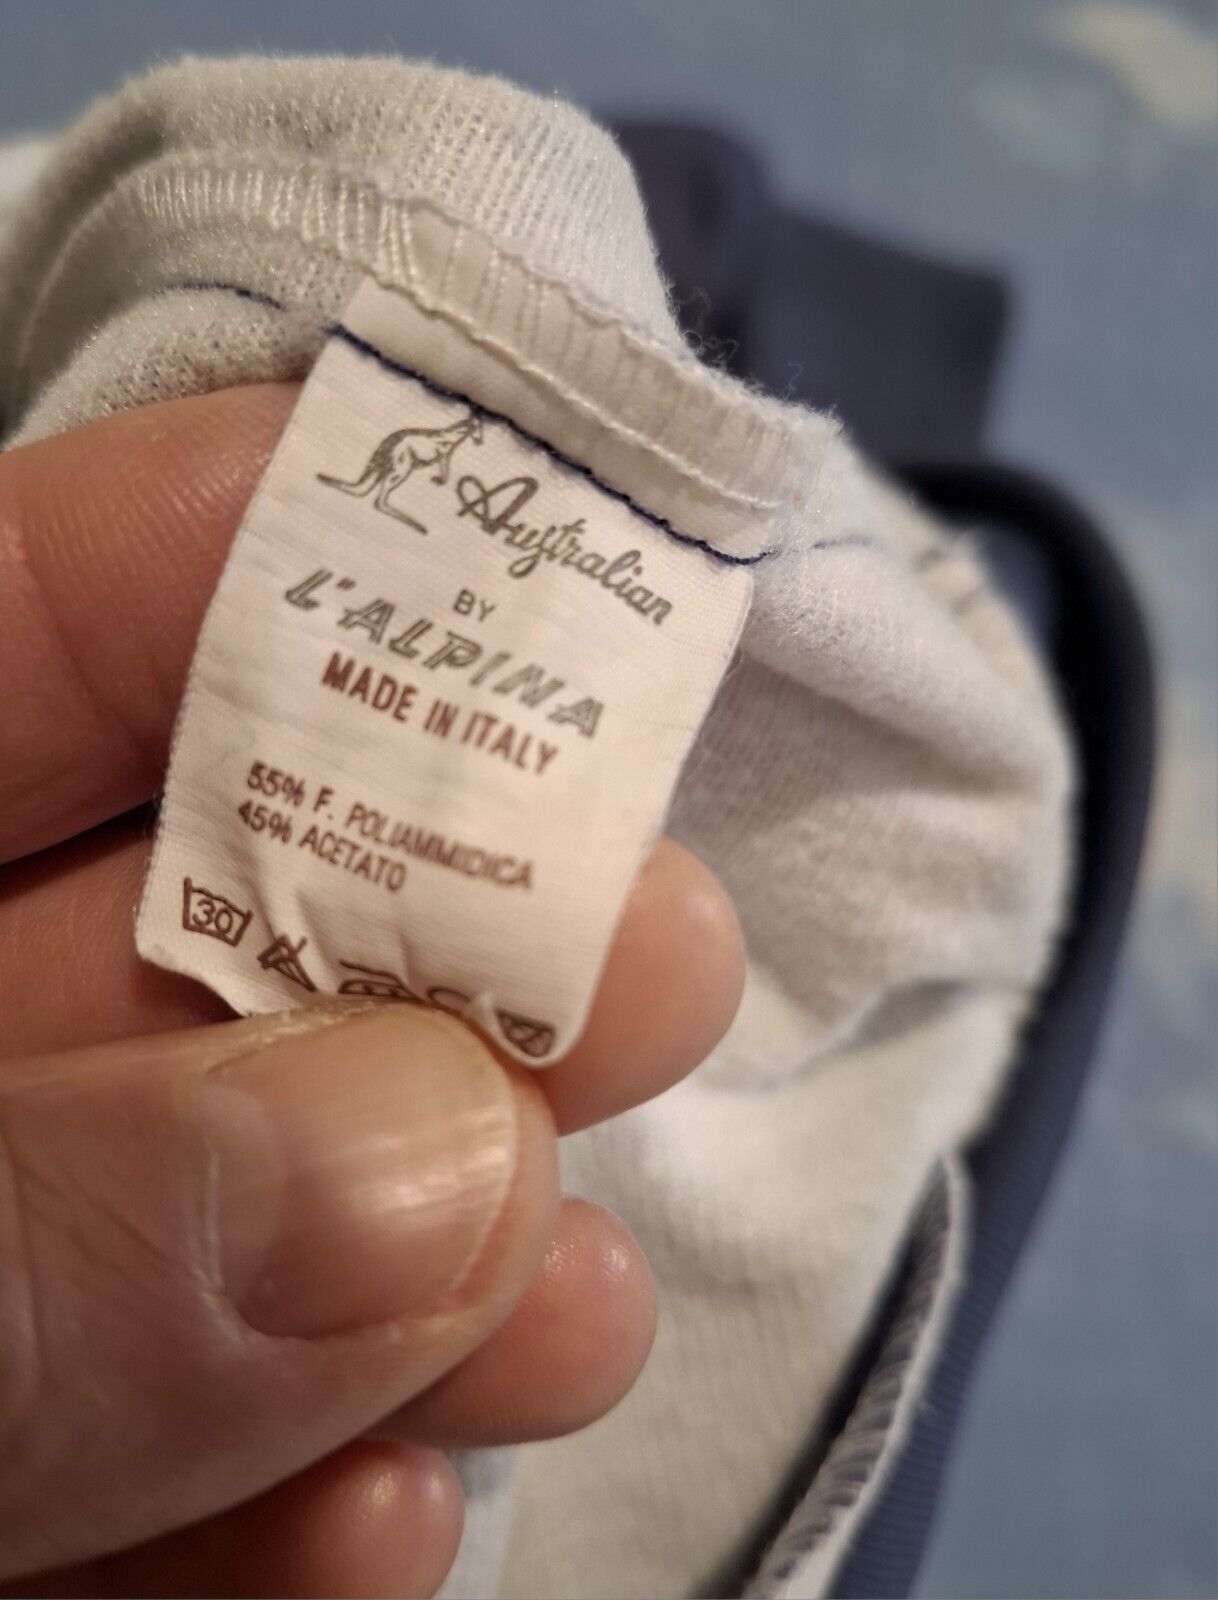 Australian
BY
L'ALPINA
MADE IN ITALY
55% F. POLIAMMIDICA
45% ACETATO
30